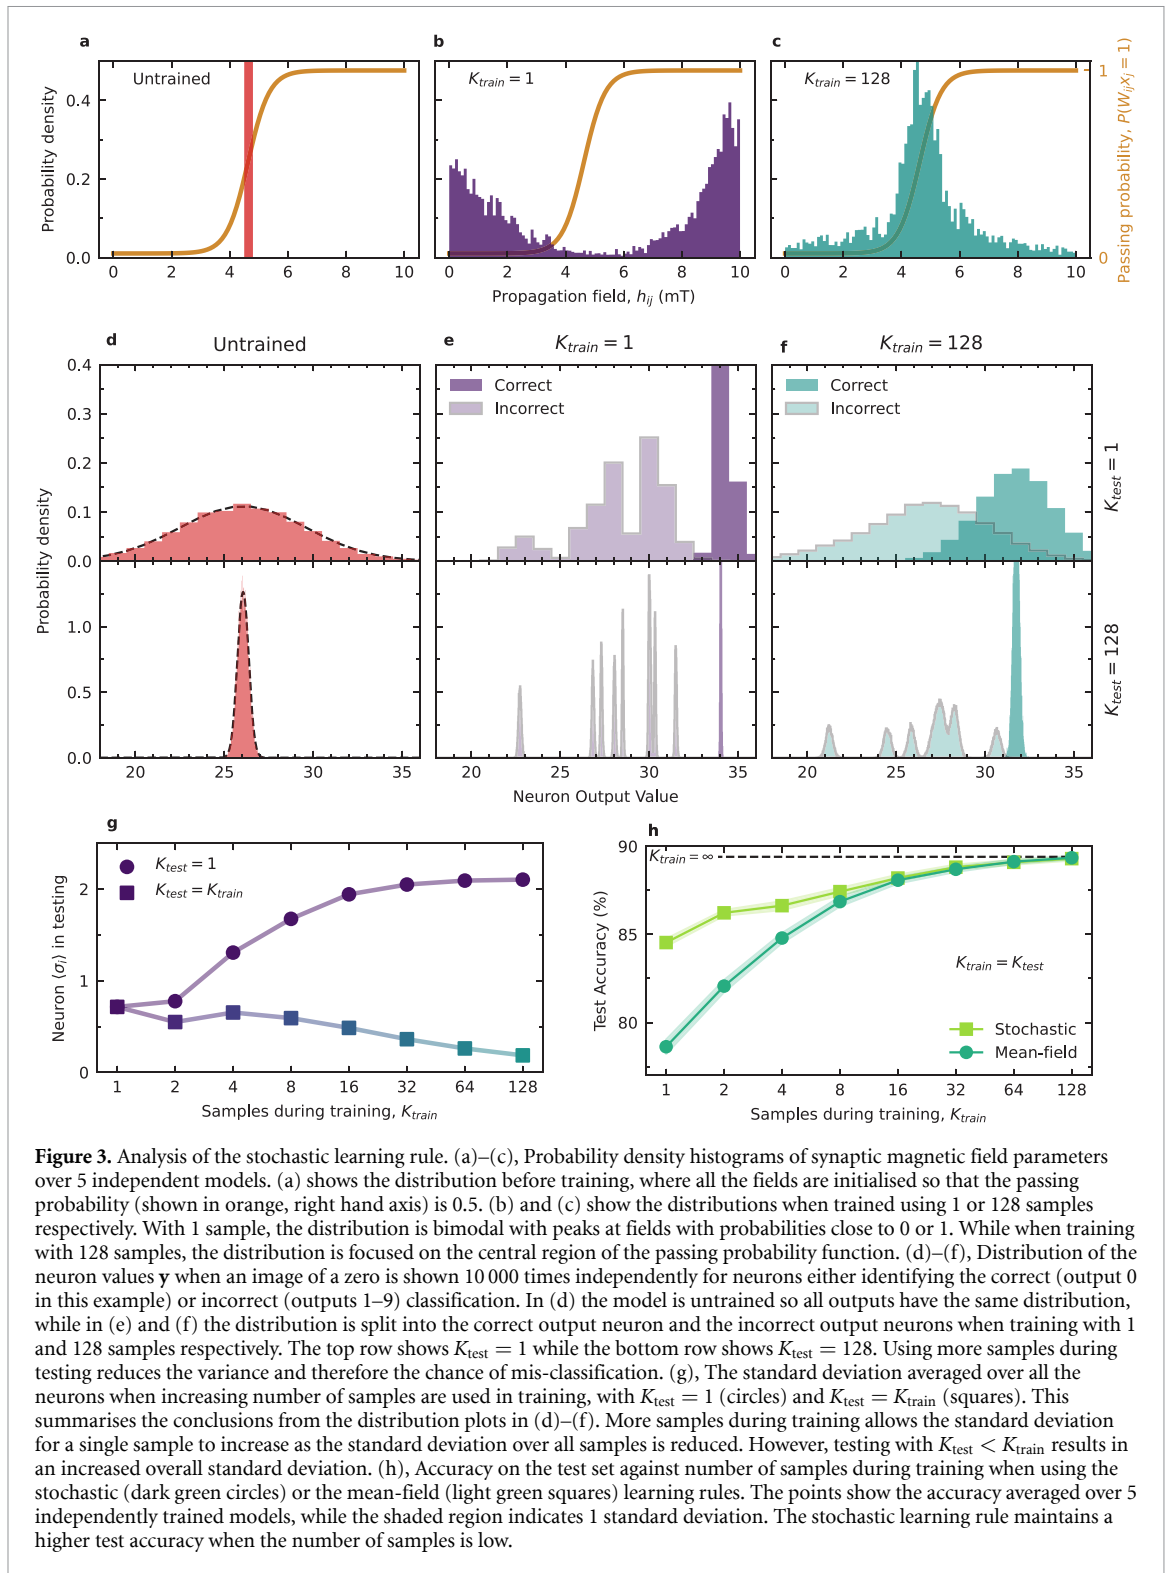 a
b
c
Untrained
K_train = 1
K_train = 128
Probability density
0.0
0.2
0.4
0 2 4 6 8 10
0 2 4 6 8 10
0 2 4 6 8 10
Propagation field, h_ij (mT)
0
1
Passing probability, P(W_ij x_j = 1)
d
Untrained
e
K_train = 1
f
K_train = 128
Correct
Incorrect
Correct
Incorrect
0.4
0.3
0.2
0.1
0.0
K_test = 1
Probability density
1.0
0.5
0.0
K_test = 128
20 25 30 35
20 25 30 35
20 25 30 35
Neuron Output Value
g
K_test = 1
K_test = K_train
Neuron ⟨σ_i⟩ in testing
2
1
0
1 2 4 8 16 32 64 128
Samples during training, K_train
h
K_train = ∞
K_train = K_test
Stochastic
Mean-field
Test Accuracy (%)
90
85
80
1 2 4 8 16 32 64 128
Samples during training, K_train
Figure 3. Analysis of the stochastic learning rule. (a)–(c), Probability density histograms of synaptic magnetic field parameters
over 5 independent models. (a) shows the distribution before training, where all the fields are initialised so that the passing
probability (shown in orange, right hand axis) is 0.5. (b) and (c) show the distributions when trained using 1 or 128 samples
respectively. With 1 sample, the distribution is bimodal with peaks at fields with probabilities close to 0 or 1. While when training
with 128 samples, the distribution is focused on the central region of the passing probability function. (d)–(f), Distribution of the
neuron values y when an image of a zero is shown 10 000 times independently for neurons either identifying the correct (output 0
in this example) or incorrect (outputs 1–9) classification. In (d) the model is untrained so all outputs have the same distribution,
while in (e) and (f) the distribution is split into the correct output neuron and the incorrect output neurons when training with 1
and 128 samples respectively. The top row shows K_test = 1 while the bottom row shows K_test = 128. Using more samples during
testing reduces the variance and therefore the chance of mis-classification. (g), The standard deviation averaged over all the
neurons when increasing number of samples are used in training, with K_test = 1 (circles) and K_test = K_train (squares). This
summarises the conclusions from the distribution plots in (d)–(f). More samples during training allows the standard deviation
for a single sample to increase as the standard deviation over all samples is reduced. However, testing with K_test < K_train results in
an increased overall standard deviation. (h), Accuracy on the test set against number of samples during training when using the
stochastic (dark green circles) or the mean-field (light green squares) learning rules. The points show the accuracy averaged over 5
independently trained models, while the shaded region indicates 1 standard deviation. The stochastic learning rule maintains a
higher test accuracy when the number of samples is low.